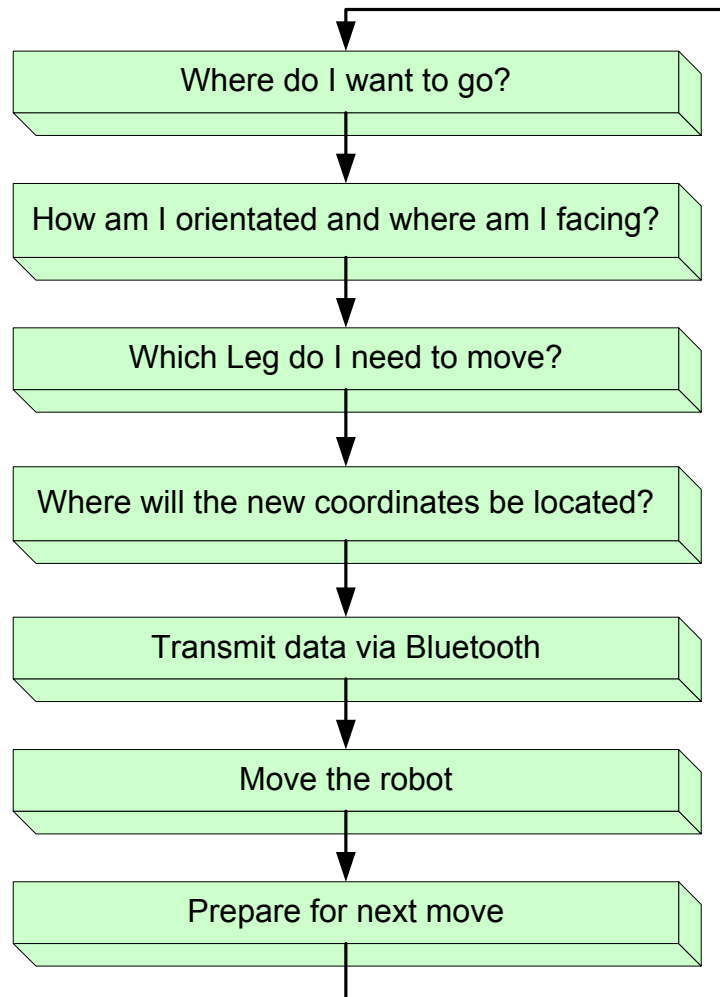 Where do I want to go?
How am I orientated and where am I facing?
Which Leg do I need to move?
Where will the new coordinates be located?
Transmit data via Bluetooth
Move the robot
Prepare for next move